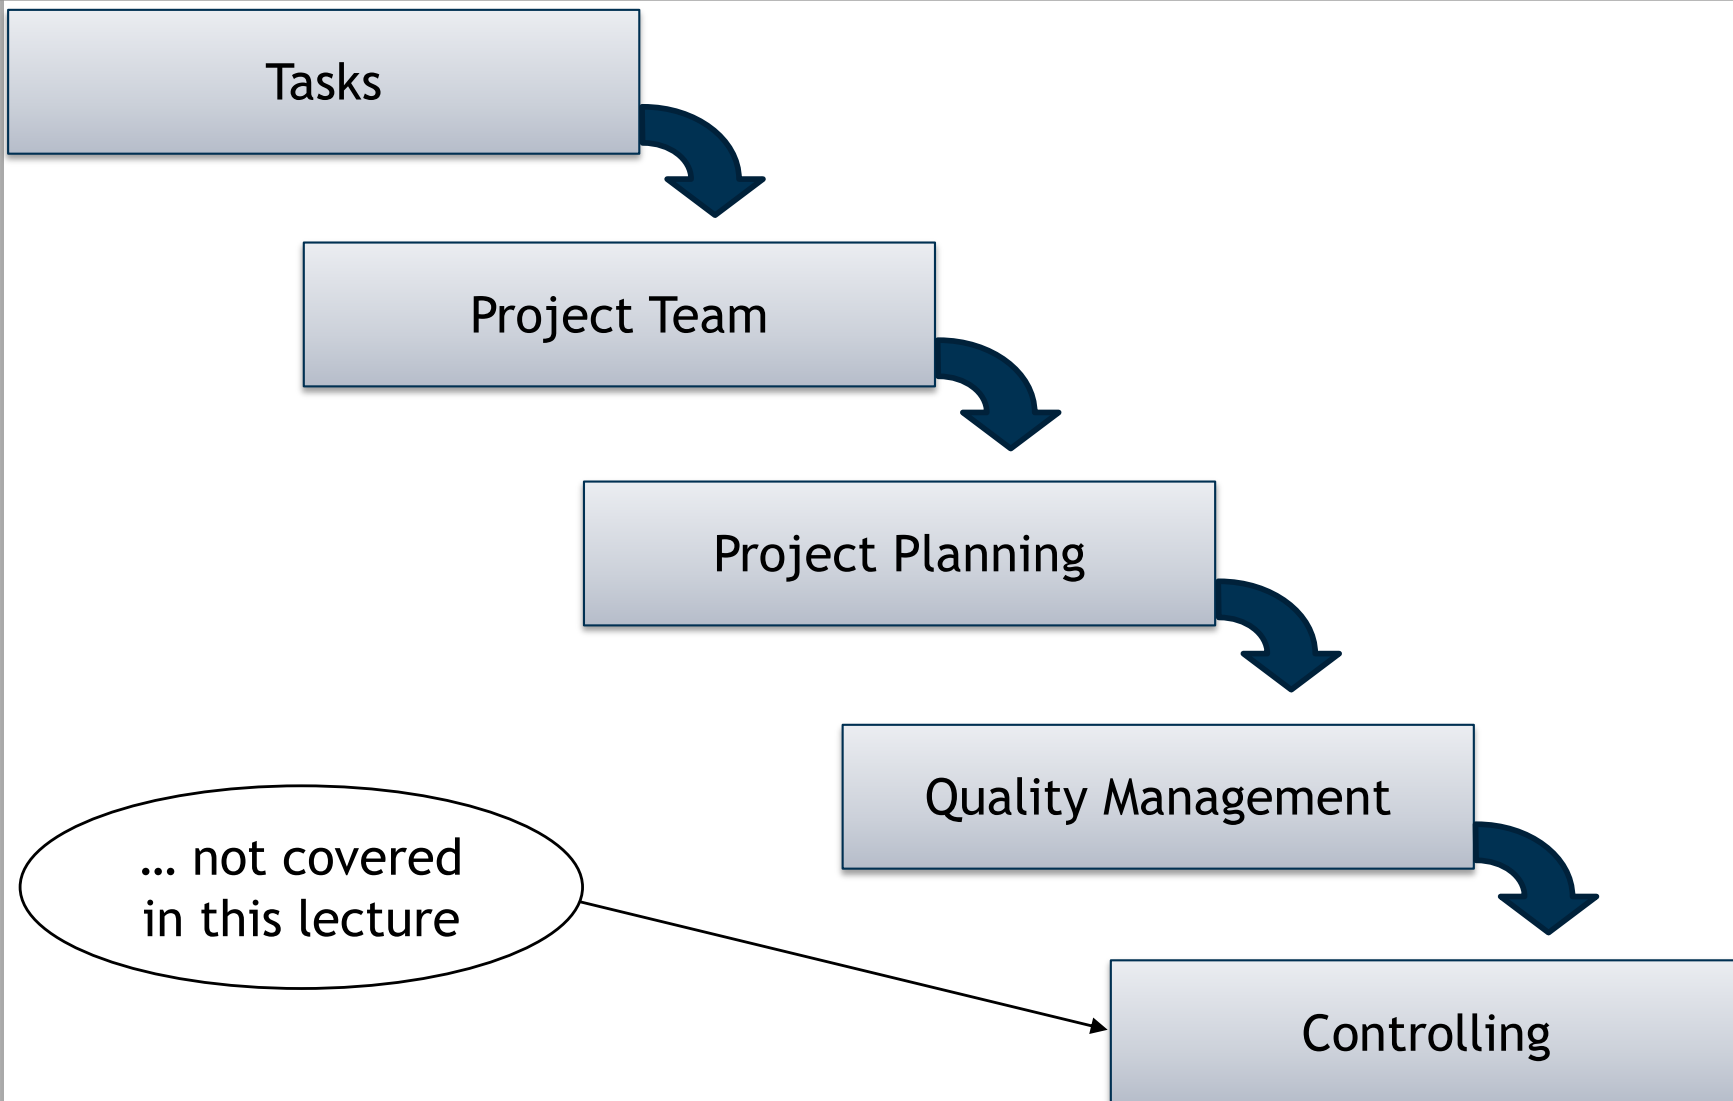 Tasks
Project Team
Project Planning
Quality Management
… not covered
in this lecture
Controlling